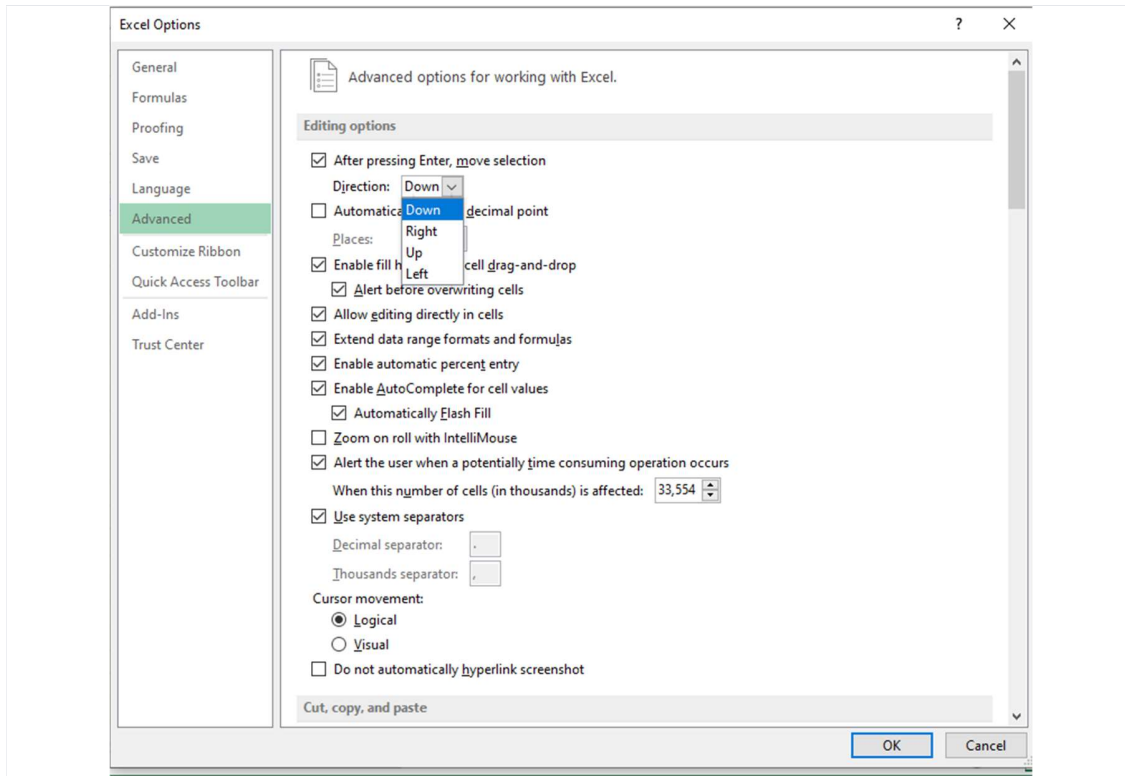 Excel Options
?
General
Formulas
Proofing
Save
Language
Advanced
Customize Ribbon
Quick Access Toolbar
Add-Ins
Trust Center
Advanced options for working with Excel.
Editing options
After pressing Enter, move selection
Direction: Down
Down
Right
Up
Left
decimal point
Places:
Enable fill cell drag-and-drop
Alert before overwriting cells
Allow editing directly in cells
Extend data range formats and formulas
Enable automatic percent entry
Enable AutoComplete for cell values
Automatically Flash Fill
Zoom on roll with IntelliMouse
Alert the user when a potentially time consuming operation occurs
When this number of cells (in thousands) is affected: 33,554
Use system separators
Decimal separator: .
Thousands separator: ,
Cursor movement:
Logical
Visual
Do not automatically hyperlink screenshot
Cut, copy, and paste
OK Cancel